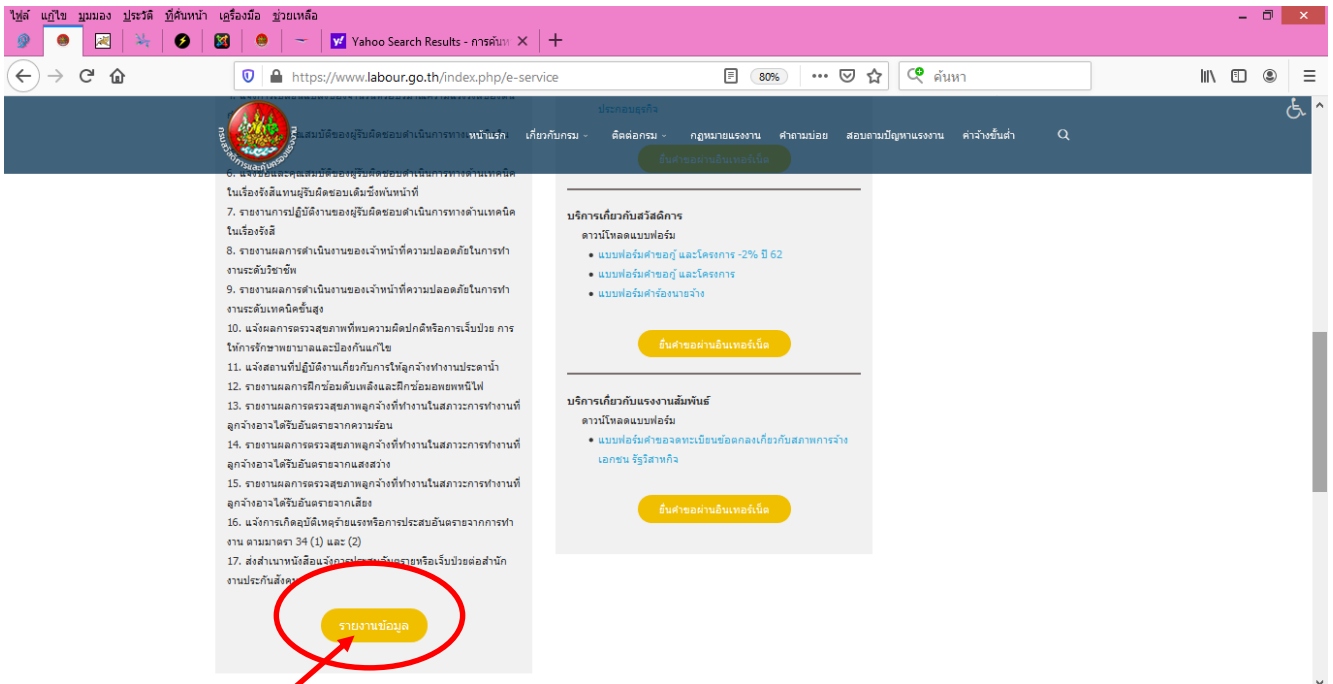 ไฟล์ แก้ไข มุมมอง ประวัติ ที่คั่นหน้า เครื่องมือ ช่วยเหลือ
Yahoo Search Results - การค้นห
https://www.labour.go.th/index.php/e-service
80%
ค้นหา
ประกอบธุรกิจ
หน้าแรก เกี่ยวกับกรม ติดต่อกรม กฎหมายแรงงาน คำถามบ่อย สอบถามปัญหาแรงงาน ค่าจ้างขั้นต่ำ
ยื่นคำขอผ่านอินเทอร์เน็ต
6. แจ้งชื่อและคุณสมบัติของผู้รับผิดชอบดำเนินการทางด้านเทคนิค
ในเรื่องรังสีแทนผู้รับผิดชอบเดิมซึ่งพ้นหน้าที่
7. รายงานการปฏิบัติงานของผู้รับผิดชอบดำเนินการทางด้านเทคนิค
ในเรื่องรังสี
8. รายงานผลการดำเนินงานของเจ้าหน้าที่ความปลอดภัยในการทำ
งานระดับวิชาชีพ
9. รายงานผลการดำเนินงานของเจ้าหน้าที่ความปลอดภัยในการทำ
งานระดับเทคนิคขั้นสูง
10. แจ้งผลการตรวจสุขภาพที่พบความผิดปกติหรือการเจ็บป่วย การ
ให้การรักษาพยาบาลและป้องกันแก้ไข
11. แจ้งสถานที่ปฏิบัติงานเกี่ยวกับการให้ลูกจ้างทำงานประดาน้ำ
12. รายงานผลการฝึกซ้อมดับเพลิงและฝึกซ้อมอพยพหนีไฟ
13. รายงานผลการตรวจสุขภาพลูกจ้างที่ทำงานในสภาวะการทำงานที่
ลูกจ้างอาจได้รับอันตรายจากความร้อน
14. รายงานผลการตรวจสุขภาพลูกจ้างที่ทำงานในสภาวะการทำงานที่
ลูกจ้างอาจได้รับอันตรายจากแสงสว่าง
15. รายงานผลการตรวจสุขภาพลูกจ้างที่ทำงานในสภาวะการทำงานที่
ลูกจ้างอาจได้รับอันตรายจากเสียง
16. แจ้งการเกิดอุบัติเหตุร้ายแรงหรือการประสบอันตรายจากการทำ
งาน ตามมาตรา 34 (1) และ (2)
17. ส่งสำเนาหนังสือแจ้งการประสบอันตรายหรือเจ็บป่วยต่อสำนัก
งานประกันสังคม
รายงานข้อมูล
บริการเกี่ยวกับสวัสดิการ
ดาวน์โหลดแบบฟอร์ม
• แบบฟอร์มคำขอกู้ และโครงการ -2% ปี 62
• แบบฟอร์มคำขอกู้ และโครงการ
• แบบฟอร์มคำร้องนายจ้าง
ยื่นคำขอผ่านอินเทอร์เน็ต
บริการเกี่ยวกับแรงงานสัมพันธ์
ดาวน์โหลดแบบฟอร์ม
• แบบฟอร์มคำขอจดทะเบียนข้อตกลงเกี่ยวกับสภาพการจ้าง
เอกชน รัฐวิสาหกิจ
ยื่นคำขอผ่านอินเทอร์เน็ต